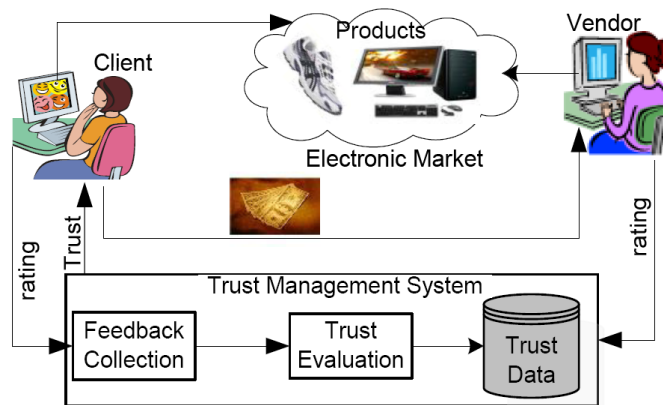 Products
Vendor
Client
Electronic Market
rating
Trust
rating
Trust Management System
Feedback
Collection
Trust
Evaluation
Trust
Data